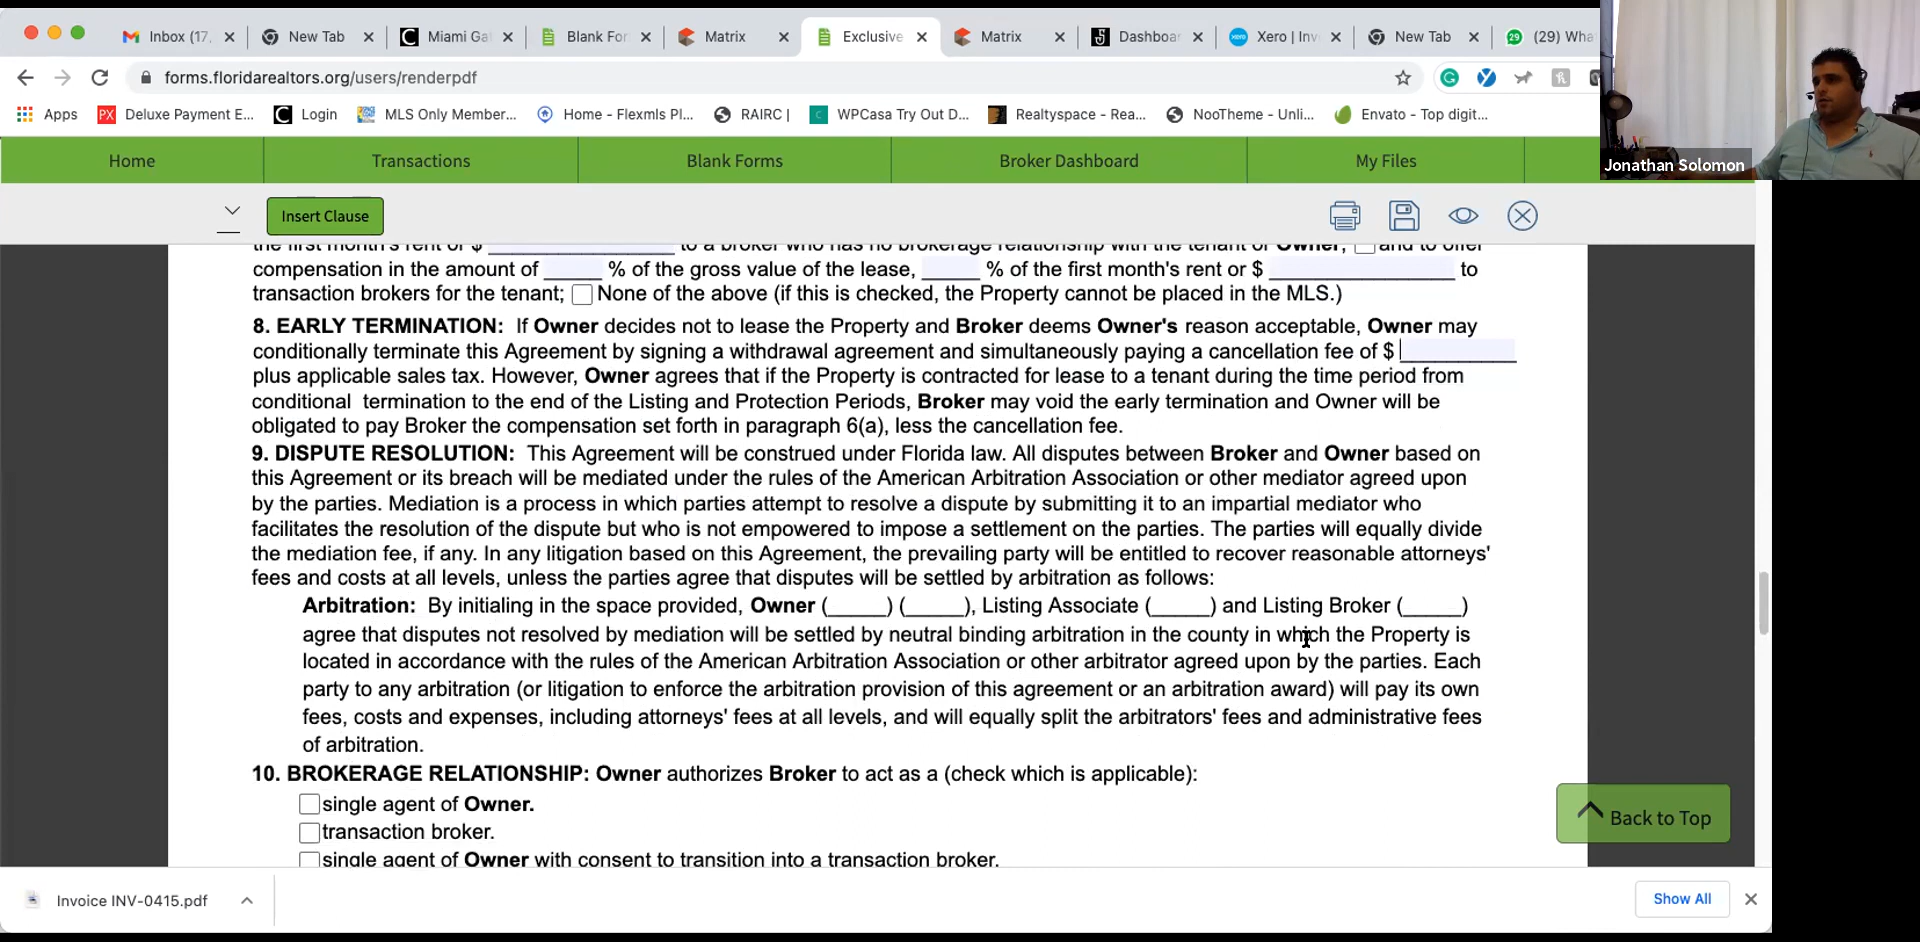 Inbox (17,
New Tab
Miami Ga
Blank For
Matrix
Exclusive
Matrix
Dashboar
Xero | Inv
New Tab
(29) Wha
forms.floridarealtors.org/users/renderpdf
Apps
Deluxe Payment E...
Login
MLS Only Member...
Home - Flexmls Pl...
RAIRC |
WPCasa Try Out D...
Realtyspace - Rea...
NooTheme - Unli...
Envato - Top digit...
Jonathan Solomon
Home
Transactions
Blank Forms
Broker Dashboard
My Files
Insert Clause
the first month's rent or $ to a broker who has no brokerage relationship with the tenant or Owner; and to offer
compensation in the amount of _____ % of the gross value of the lease, _____ % of the first month's rent or $ _______________ to
transaction brokers for the tenant; None of the above (if this is checked, the Property cannot be placed in the MLS.)
8. EARLY TERMINATION: If Owner decides not to lease the Property and Broker deems Owner's reason acceptable, Owner may
conditionally terminate this Agreement by signing a withdrawal agreement and simultaneously paying a cancellation fee of $ __________
plus applicable sales tax. However, Owner agrees that if the Property is contracted for lease to a tenant during the time period from
conditional termination to the end of the Listing and Protection Periods, Broker may void the early termination and Owner will be
obligated to pay Broker the compensation set forth in paragraph 6(a), less the cancellation fee.
9. DISPUTE RESOLUTION: This Agreement will be construed under Florida law. All disputes between Broker and Owner based on
this Agreement or its breach will be mediated under the rules of the American Arbitration Association or other mediator agreed upon
by the parties. Mediation is a process in which parties attempt to resolve a dispute by submitting it to an impartial mediator who
facilitates the resolution of the dispute but who is not empowered to impose a settlement on the parties. The parties will equally divide
the mediation fee, if any. In any litigation based on this Agreement, the prevailing party will be entitled to recover reasonable attorneys'
fees and costs at all levels, unless the parties agree that disputes will be settled by arbitration as follows:
Arbitration: By initialing in the space provided, Owner (_____) (_____), Listing Associate (_____) and Listing Broker (_____)
agree that disputes not resolved by mediation will be settled by neutral binding arbitration in the county in which the Property is
located in accordance with the rules of the American Arbitration Association or other arbitrator agreed upon by the parties. Each
party to any arbitration (or litigation to enforce the arbitration provision of this agreement or an arbitration award) will pay its own
fees, costs and expenses, including attorneys' fees at all levels, and will equally split the arbitrators' fees and administrative fees
of arbitration.
10. BROKERAGE RELATIONSHIP: Owner authorizes Broker to act as a (check which is applicable):
single agent of Owner.
transaction broker.
single agent of Owner with consent to transition into a transaction broker.
Back to Top
Invoice INV-0415.pdf
Show All